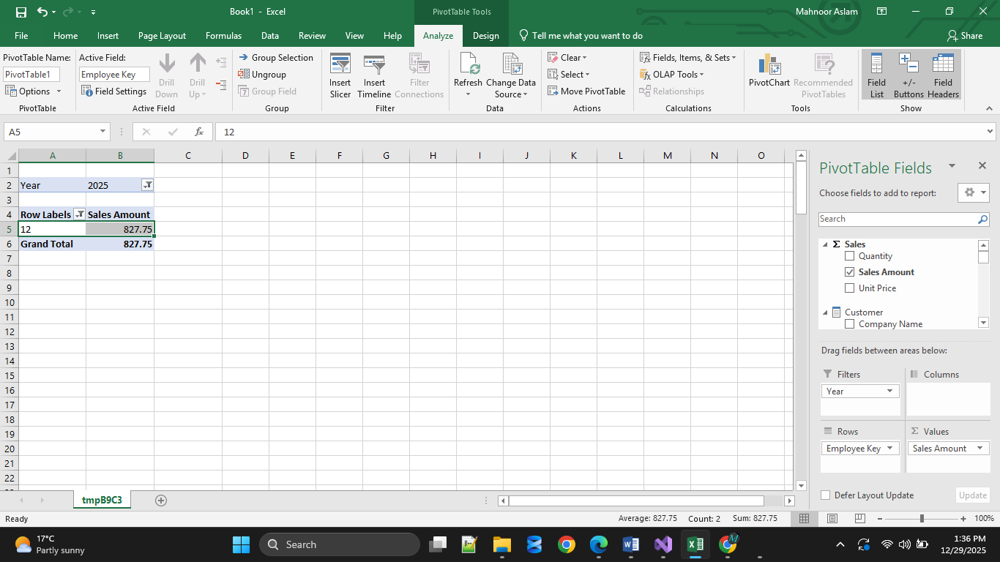 Book1 - Excel
PivotTable Tools
Mahnoor Aslam
File Home Insert Page Layout Formulas Data Review View Help Analyze Design Tell me what you want to do Share
PivotTable Name:
PivotTable1
Options
PivotTable
Active Field:
Employee Key
Field Settings
Drill Down
Drill Up
Active Field
Group Selection
Ungroup
Group Field
Group
Insert Slicer
Insert Timeline
Filter Connections
Filter
Refresh
Change Data Source
Data
Clear
Select
Move PivotTable
Actions
Fields, Items, & Sets
OLAP Tools
Relationships
Calculations
PivotChart
Recommended PivotTables
Tools
Field List
+/- Buttons
Field Headers
Show
A5
fx
12
A B C D E F G H I J K L M N O
1
2 Year 2025
3
4 Row Labels Sales Amount
5 12 827.75
6 Grand Total 827.75
7
8
9
10
11
12
13
14
15
16
17
18
19
20
21
22
PivotTable Fields
Choose fields to add to report:
Search
Σ Sales
Quantity
Sales Amount
Unit Price
Customer
Company Name
Drag fields between areas below:
Filters
Year
Columns
Rows
Employee Key
Σ Values
Sales Amount
Defer Layout Update
Update
tmpB9C3
Ready
Average: 827.75 Count: 2 Sum: 827.75
100%
17°C
Partly sunny
Search
1:36 PM
12/29/2025